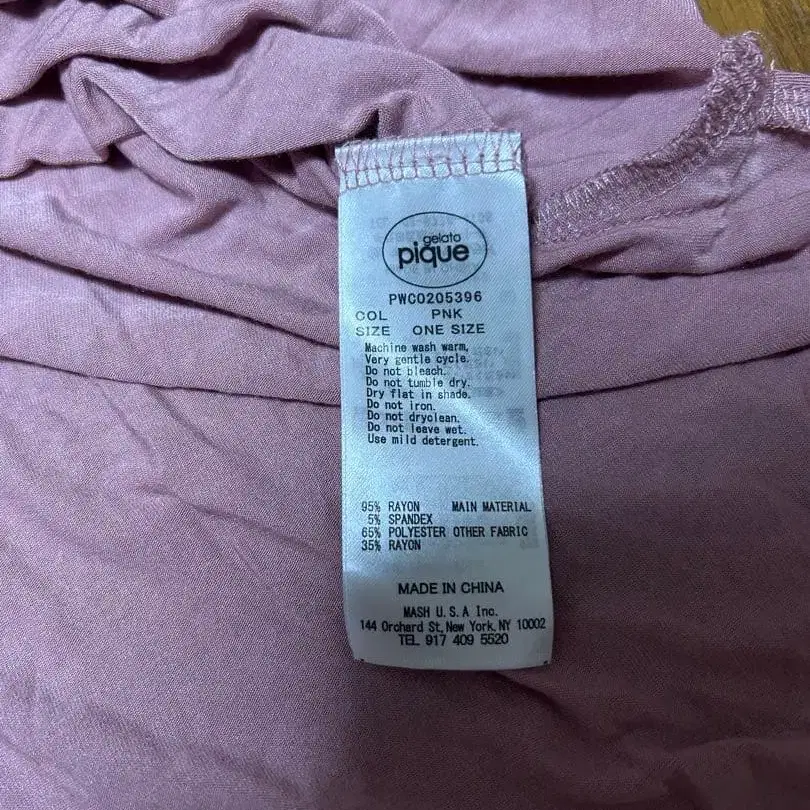 gelato
pique
PWCO205396
COL PNK
SIZE ONE SIZE
Machine wash warm,
Very gentle cycle.
Do not bleach.
Do not tumble dry.
Dry flat in shade.
Do not iron.
Do not dryolean.
Do not leave wet.
Use mild detergent.
95% RAYON MAIN MATERIAL
5% SPANDEX
65% POLYESTER OTHER FABRIC
35% RAYON
MADE IN CHINA
MASH U.S.A Inc.
144 Orchard St, New York, NY 10002
TEL 917 409 5520